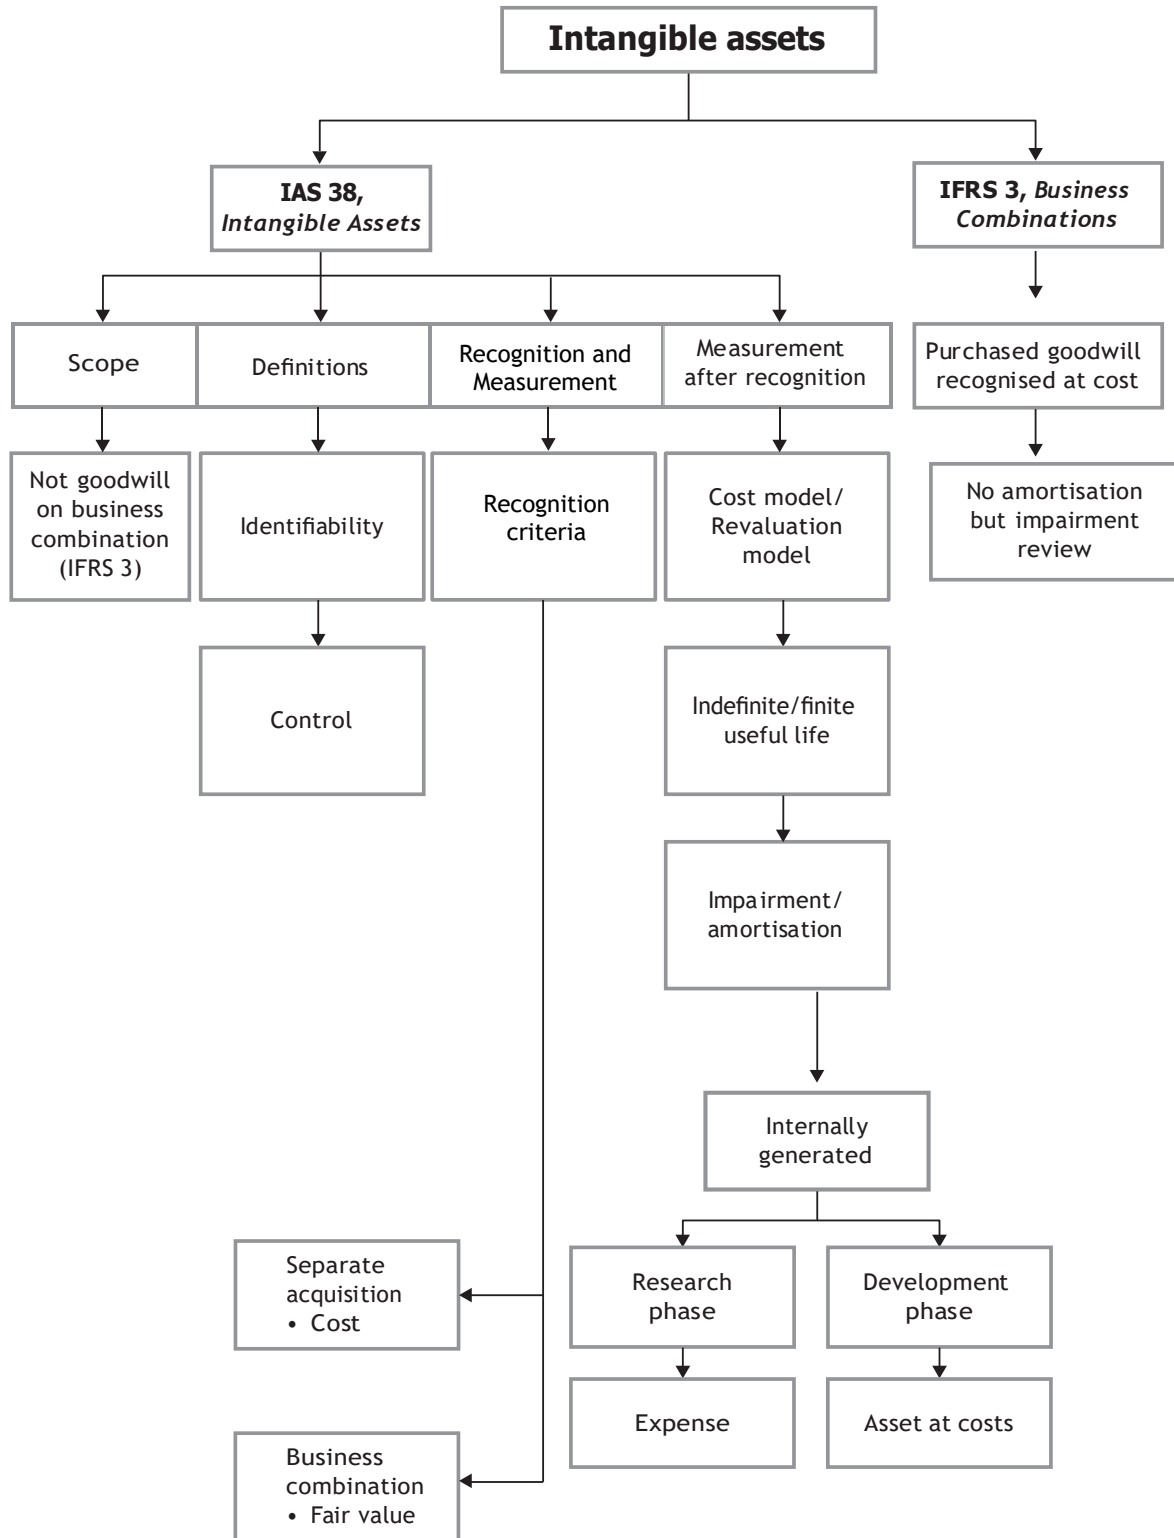 Intangible assets
IAS 38,
Intangible Assets
IFRS 3, Business
Combinations
Scope
Definitions
Recognition and
Measurement
Measurement
after recognition
Purchased goodwill
recognised at cost
Not goodwill
on business
combination
(IFRS 3)
Identifiability
Recognition
criteria
Cost model/
Revaluation
model
No amortisation
but impairment
review
Control
Indefinite/finite
useful life
Impairment/
amortisation
Internally
generated
Separate
acquisition
• Cost
Research
phase
Development
phase
Expense
Asset at costs
Business
combination
• Fair value